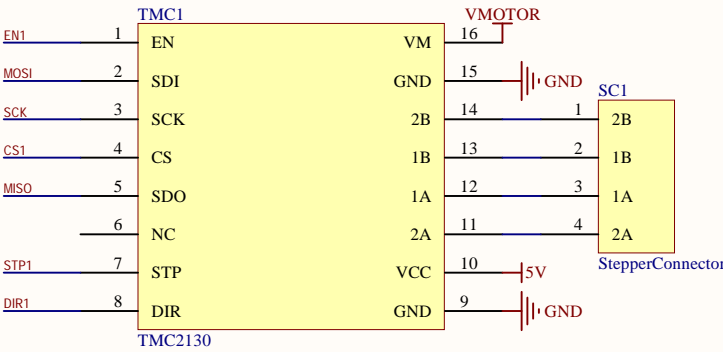 TMC1
VMOTOR
EN1 1 EN VM 16
MOSI 2 SDI GND 15 GND
SC1
SCK 3 SCK 2B 14 1 2B
CS1 4 CS 1B 13 2 1B
MISO 5 SDO 1A 12 3 1A
6 NC 2A 11 4 2A
STP1 7 STP VCC 10 5V StepperConnector
DIR1 8 DIR GND 9 GND
TMC2130